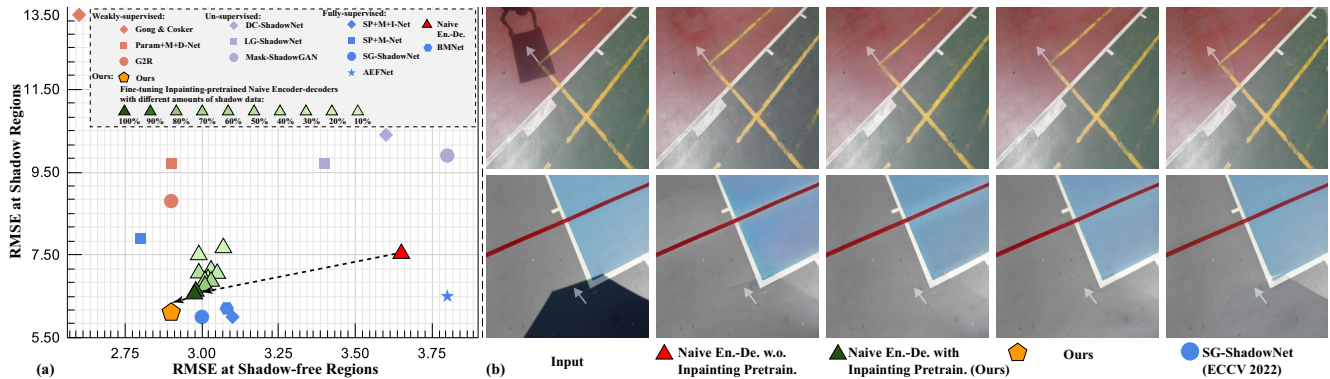 13.50
11.50
9.50
7.50
5.50
RMSE at Shadow Regions
Weakly-supervised:
Gong & Cosker
Param+M+D-Net
G2R
Ours:
Ours
Un-supervised:
DC-ShadowNet
LG-ShadowNet
Mask-ShadowGAN
Fully-supervised:
SP+M+I-Net
SP+M-Net
SG-ShadowNet
AEFNet
Naive
En.-De.
BMNet
Fine-tuning Inpainting-pretrained Naive Encoder-decoders
with different amounts of shadow data:
100% 90% 80% 70% 60% 50% 40% 30% 20% 10%
2.75 3.00 3.25 3.50 3.75
(a)
RMSE at Shadow-free Regions
(b)
Input
Naive En.-De. w.o.
Inpainting Pretrain.
Naive En.-De. with
Inpainting Pretrain. (Ours)
Ours
SG-ShadowNet
(ECCV 2022)